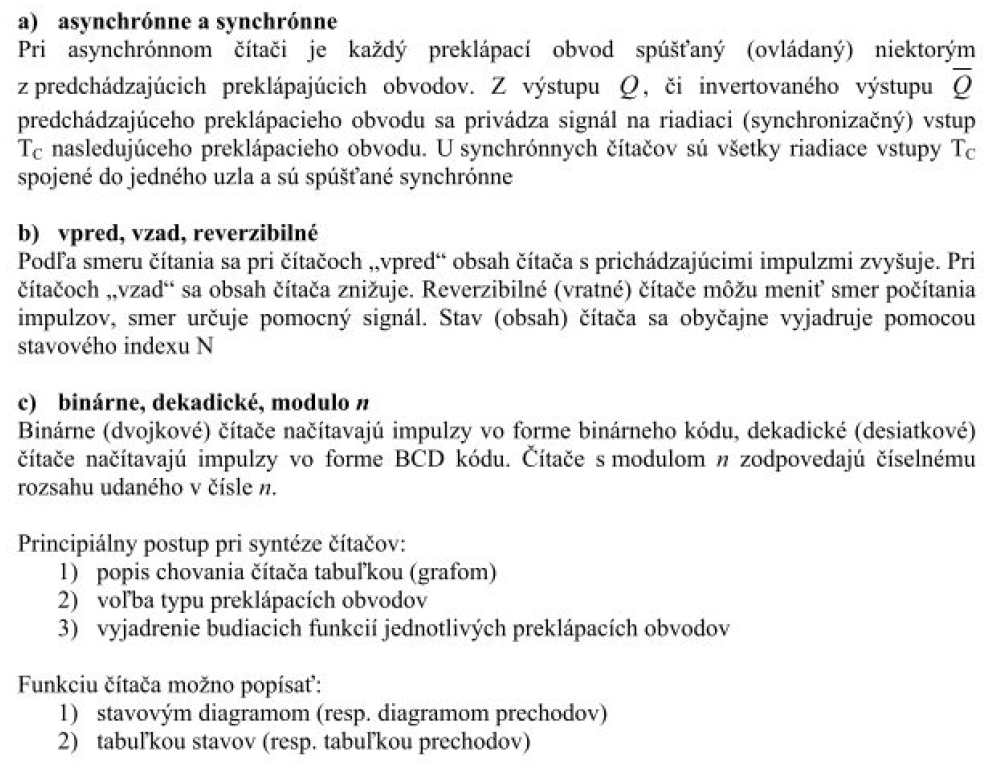 a) asynchrónne a synchrónne
Pri asynchrónnom čítači je každý preklápací obvod spúšťaný (ovládaný) niektorým
z predchádzajúcich preklápajúcich obvodov. Z výstupu Q, či invertovaného výstupu Q̅
predchádzajúceho preklápacieho obvodu sa privádza signál na riadiaci (synchronizačný) vstup
T_C nasledujúceho preklápacieho obvodu. U synchrónnych čítačov sú všetky riadiace vstupy T_C
spojené do jedného uzla a sú spúšťané synchrónne
b) vpred, vzad, reverzibilné
Podľa smeru čítania sa pri čítačoch „vpred“ obsah čítača s prichádzajúcimi impulzmi zvyšuje. Pri
čítačoch „vzad“ sa obsah čítača znižuje. Reverzibilné (vratné) čítače môžu meniť smer počítania
impulzov, smer určuje pomocný signál. Stav (obsah) čítača sa obyčajne vyjadruje pomocou
stavového indexu N
c) binárne, dekadické, modulo n
Binárne (dvojkové) čítače načítavajú impulzy vo forme binárneho kódu, dekadické (desiatkové)
čítače načítavajú impulzy vo forme BCD kódu. Čítače s modulom n zodpovedajú číselnému
rozsahu udaného v čísle n.
Principiálny postup pri syntéze čítačov:
1) popis chovania čítača tabuľkou (grafom)
2) voľba typu preklápacích obvodov
3) vyjadrenie budiacich funkcií jednotlivých preklápacích obvodov
Funkciu čítača možno popísať:
1) stavovým diagramom (resp. diagramom prechodov)
2) tabuľkou stavov (resp. tabuľkou prechodov)